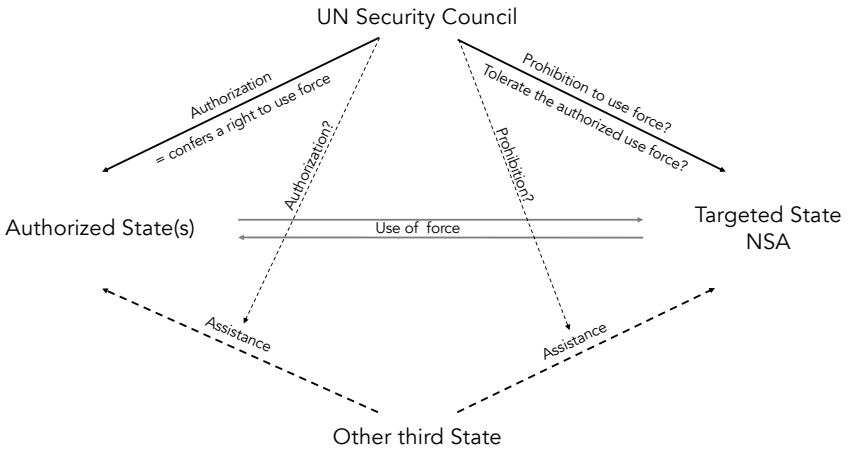 UN Security Council
Authorization
= confers a right to use force
Prohibition to use force?
Tolerate the authorized use force?
Authorization?
Prohibition?
Authorized State(s)
Use of force
Targeted State
NSA
Assistance
Assistance
Other third State